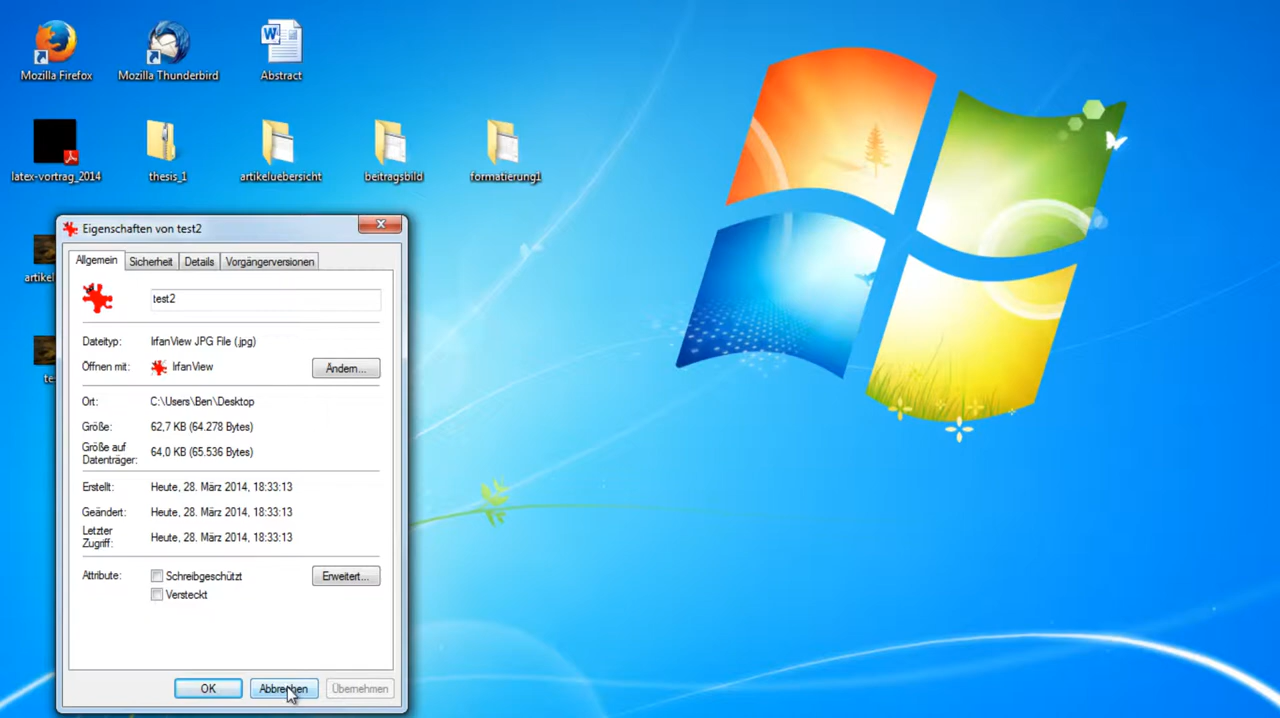 Mozilla Firefox
Mozilla Thunderbird
Abstract
latex-vortrag_2014
thesis_1
artikeluebersicht
beitragsbild
formatierung1
artikel
te
Eigenschaften von test2
Allgemein
Sicherheit
Details
Vorgängerversionen
test2
Dateityp: IrfanView JPG File (.jpg)
Öffnen mit: IrfanView
Ändern...
Ort: C:\Users\Ben\Desktop
Größe: 62,7 KB (64.278 Bytes)
Größe auf
Datenträger: 64,0 KB (65.536 Bytes)
Erstellt: Heute, 28. März 2014, 18:33:13
Geändert: Heute, 28. März 2014, 18:33:13
Letzter
Zugriff: Heute, 28. März 2014, 18:33:13
Attribute: Schreibgeschützt
Erweitert...
Versteckt
OK
Abbrechen
Übernehmen